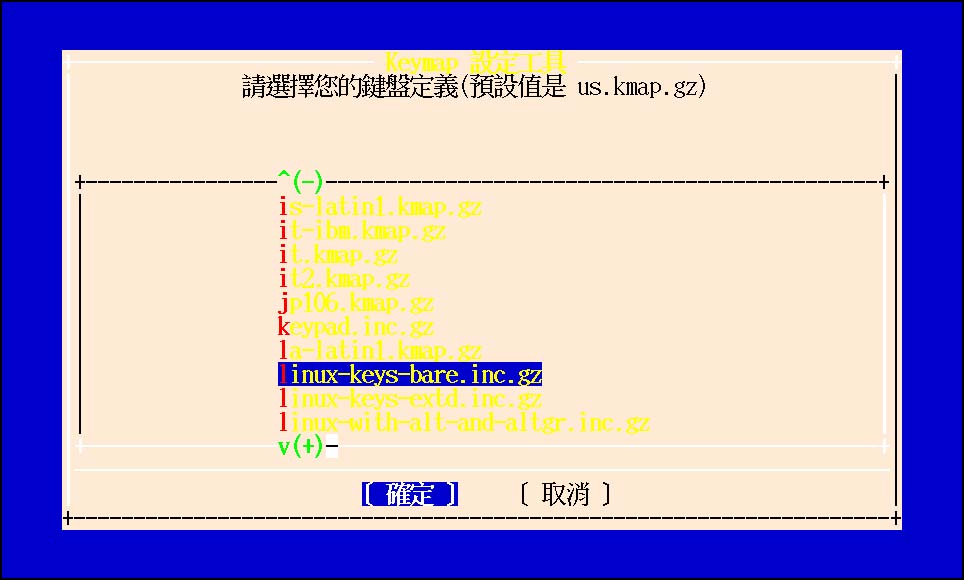 Keymap 設定工具
請選擇您的鍵盤定義(預設值是 us.kmap.gz)
^(-)
is-latin1.kmap.gz
it-ibm.kmap.gz
it.kmap.gz
it2.kmap.gz
jp106.kmap.gz
keypad.inc.gz
la-latin1.kmap.gz
linux-keys-bare.inc.gz
linux-keys-extd.inc.gz
linux-with-alt-and-altgr.inc.gz
v(+)
[ 確定 ] [ 取消 ]